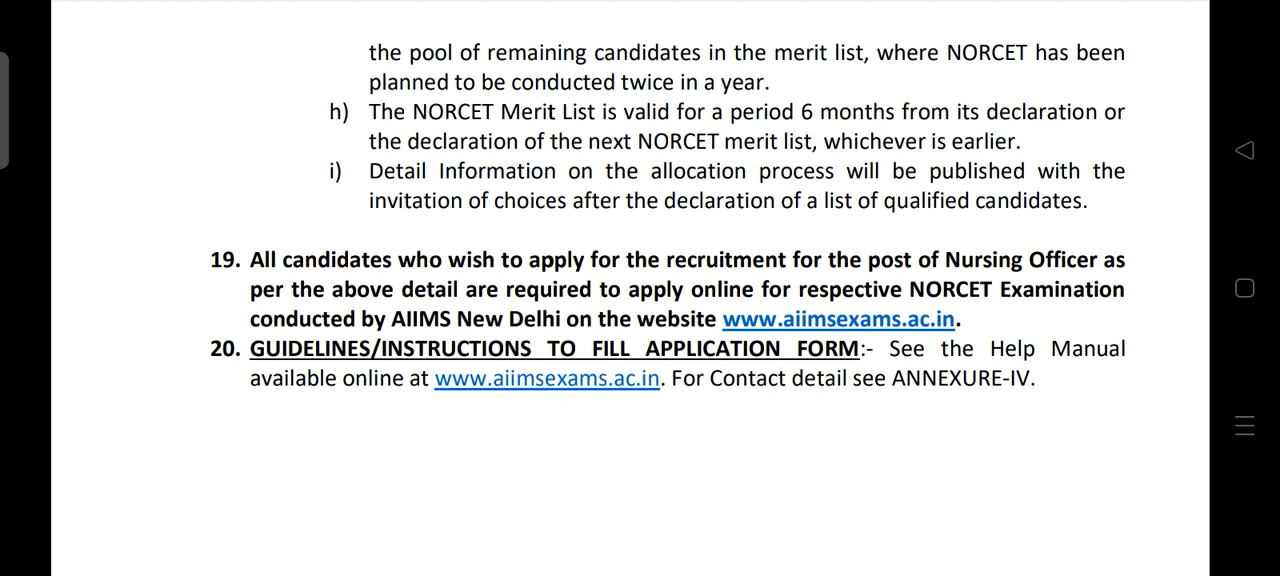 the pool of remaining candidates in the merit list, where NORCET has been
planned to be conducted twice in a year.
h) The NORCET Merit List is valid for a period 6 months from its declaration or
the declaration of the next NORCET merit list, whichever is earlier.
i) Detail Information on the allocation process will be published with the
invitation of choices after the declaration of a list of qualified candidates.
19. All candidates who wish to apply for the recruitment for the post of Nursing Officer as
per the above detail are required to apply online for respective NORCET Examination
conducted by AIIMS New Delhi on the website www.aiimsexams.ac.in.
20. GUIDELINES/INSTRUCTIONS TO FILL APPLICATION FORM:- See the Help Manual
available online at www.aiimsexams.ac.in. For Contact detail see ANNEXURE-IV.